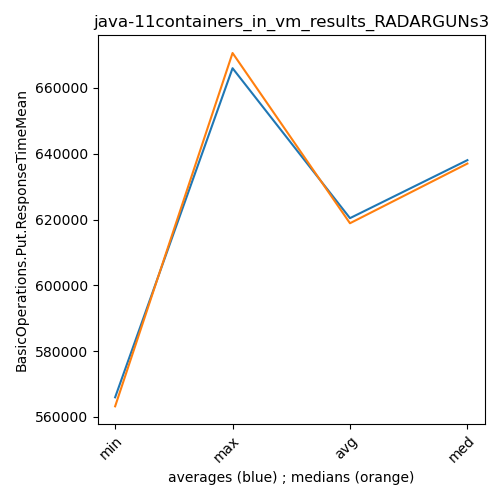 java-11containers_in_vm_results_RADARGUNs3
BasicOperations.Put.ResponseTimeMean
660000
640000
620000
600000
580000
560000
min
max
avg
med
averages (blue) ; medians (orange)